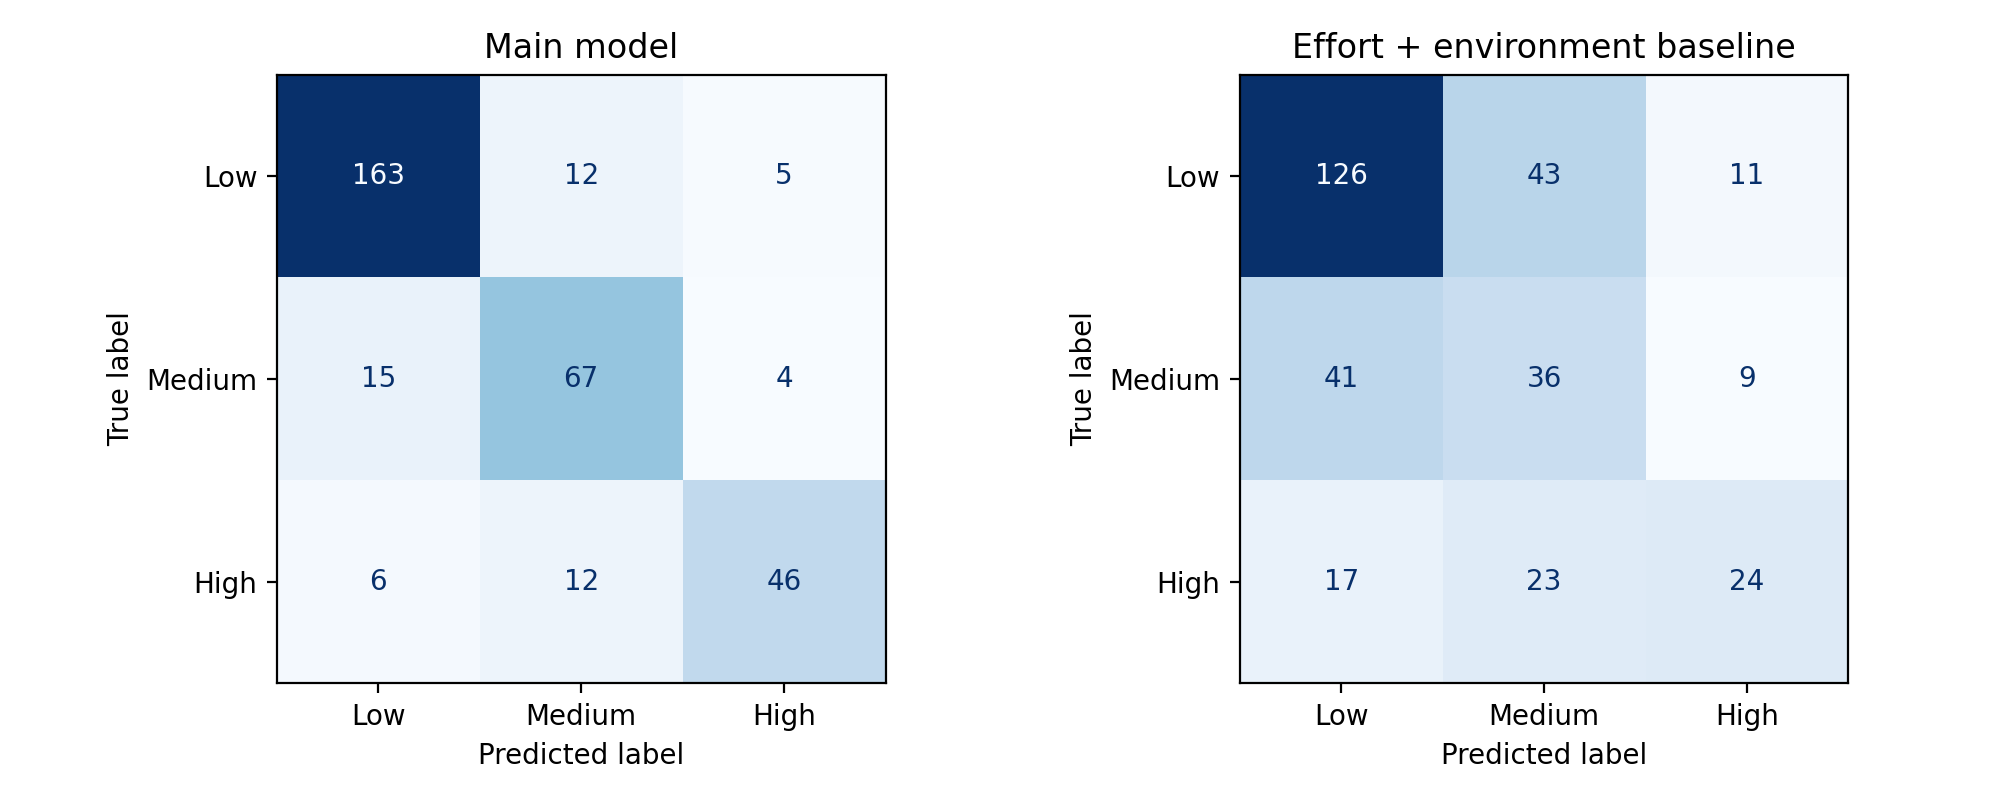 Main model
True label
Low 163 12 5
Medium 15 67 4
High 6 12 46
Low Medium High
Predicted label
Effort + environment baseline
True label
Low 126 43 11
Medium 41 36 9
High 17 23 24
Low Medium High
Predicted label